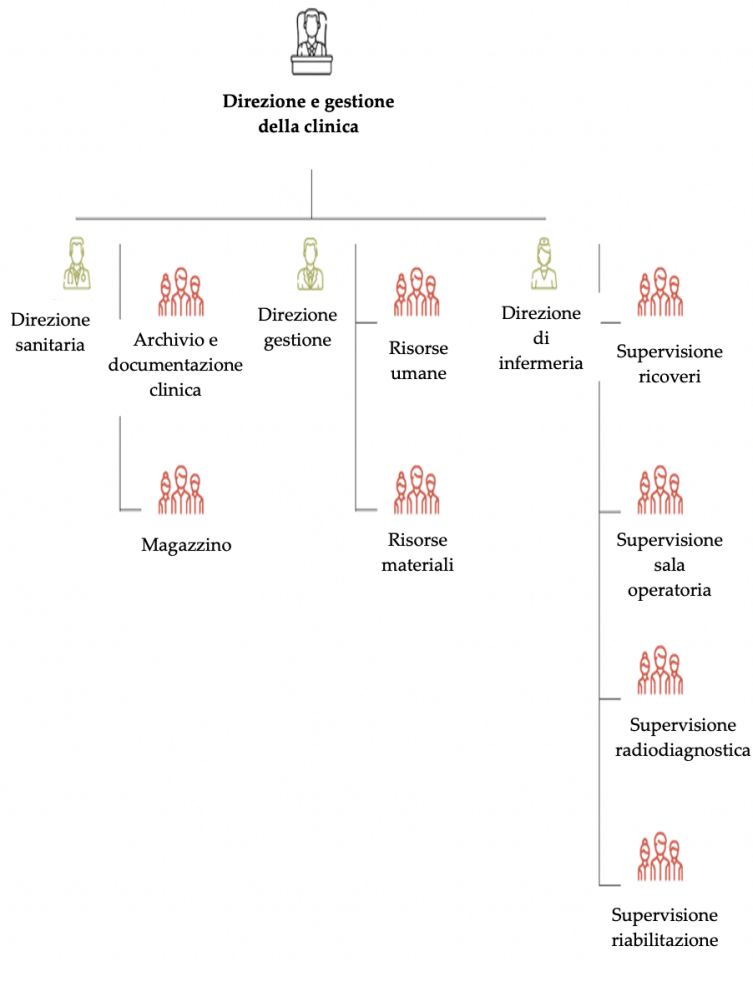 Direzione e gestione
della clinica
Direzione
sanitaria
Archivio e
documentazione
clinica
Magazzino
Direzione
gestione
Risorse
umane
Risorse
materiali
Direzione
di
infermeria
Supervisione
ricoveri
Supervisione
sala
operatoria
Supervisione
radiodiagnostica
Supervisione
riabilitazione